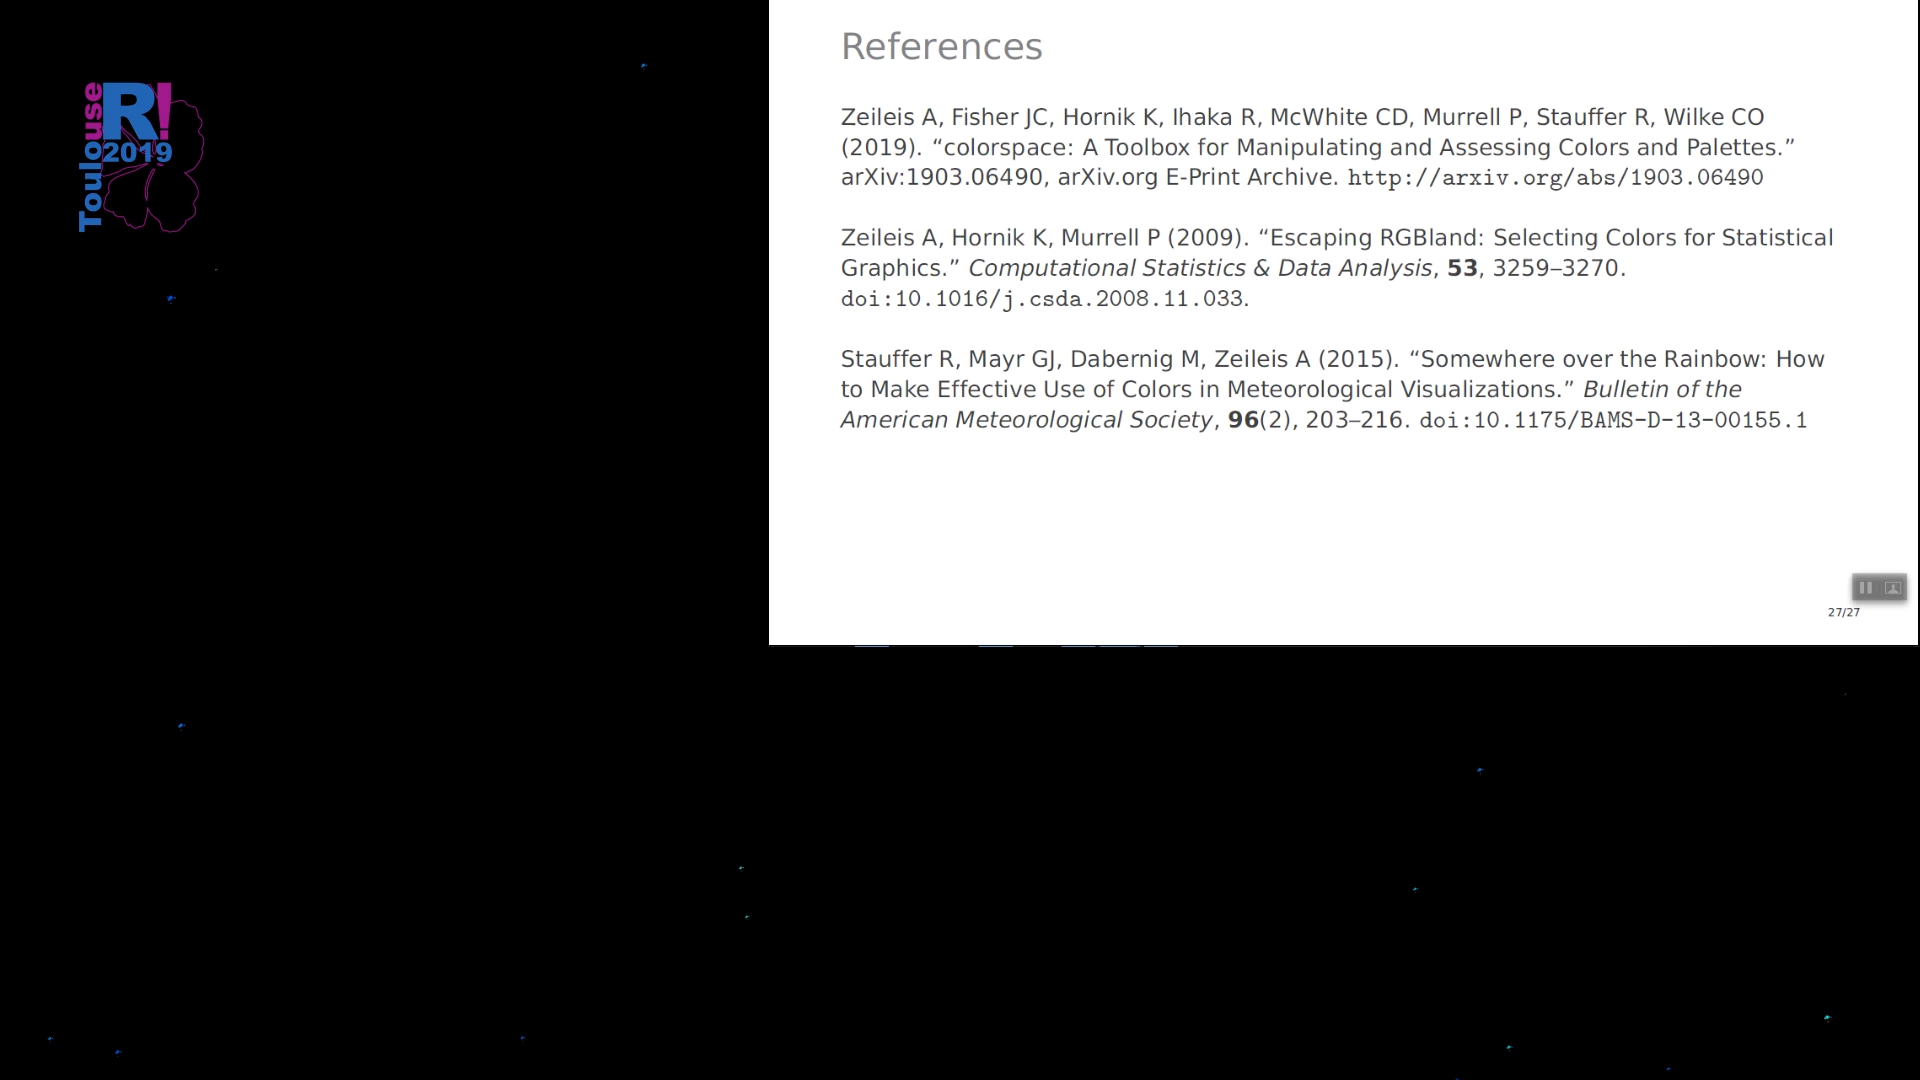 Toulouse
R!
2019
References
Zeileis A, Fisher JC, Hornik K, Ihaka R, McWhite CD, Murrell P, Stauffer R, Wilke CO
(2019). “colorspace: A Toolbox for Manipulating and Assessing Colors and Palettes.”
arXiv:1903.06490, arXiv.org E-Print Archive. http://arxiv.org/abs/1903.06490
Zeileis A, Hornik K, Murrell P (2009). “Escaping RGBland: Selecting Colors for Statistical
Graphics.” Computational Statistics & Data Analysis, 53, 3259–3270.
doi:10.1016/j.csda.2008.11.033.
Stauffer R, Mayr GJ, Dabernig M, Zeileis A (2015). “Somewhere over the Rainbow: How
to Make Effective Use of Colors in Meteorological Visualizations.” Bulletin of the
American Meteorological Society, 96(2), 203–216. doi:10.1175/BAMS-D-13-00155.1
27/27